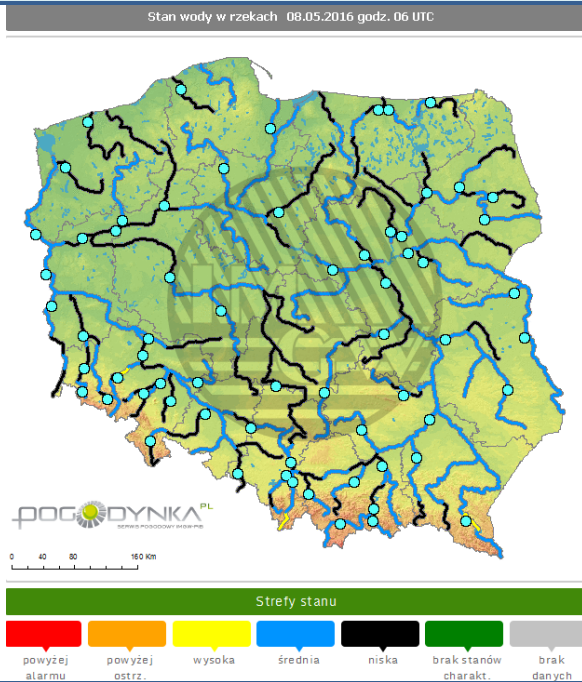 Stan wody w rzekach 08.05.2016 godz. 06 UTC
POGODYNKA.PL
SERWIS POGODOWY IMGW-PIB
0 40 80 160 Km
Strefy stanu
powyżej alarmu
powyżej ostrz.
wysoka
średnia
niska
brak stanów charakt.
brak danych